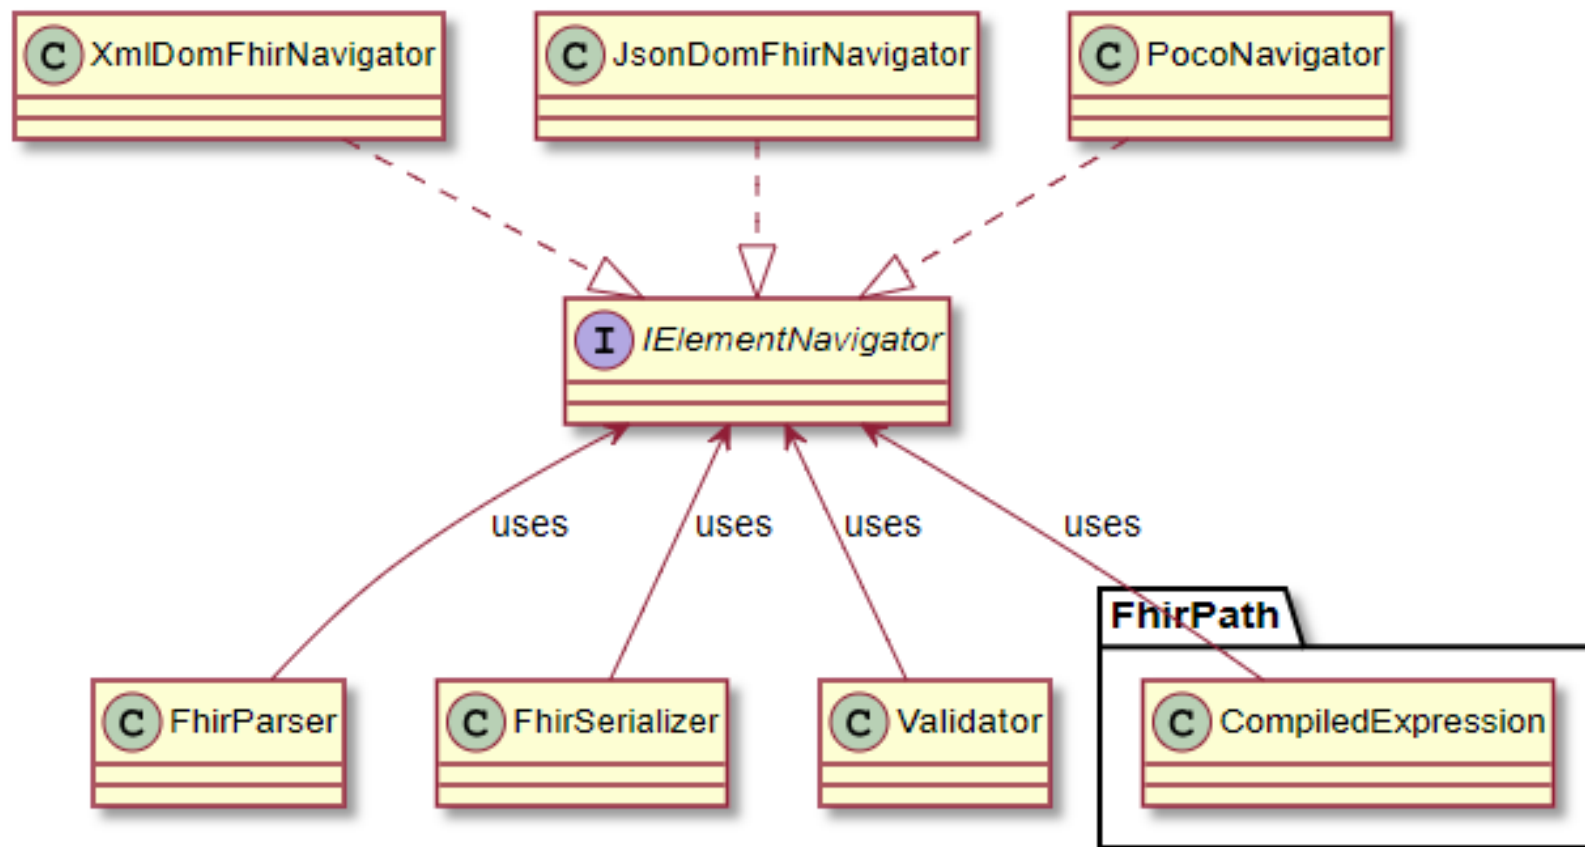 C XmlDomFhirNavigator
C JsonDomFhirNavigator
C PocoNavigator
I IElementNavigator
uses
uses
uses
uses
FhirPath
C FhirParser
C FhirSerializer
C Validator
C CompiledExpression